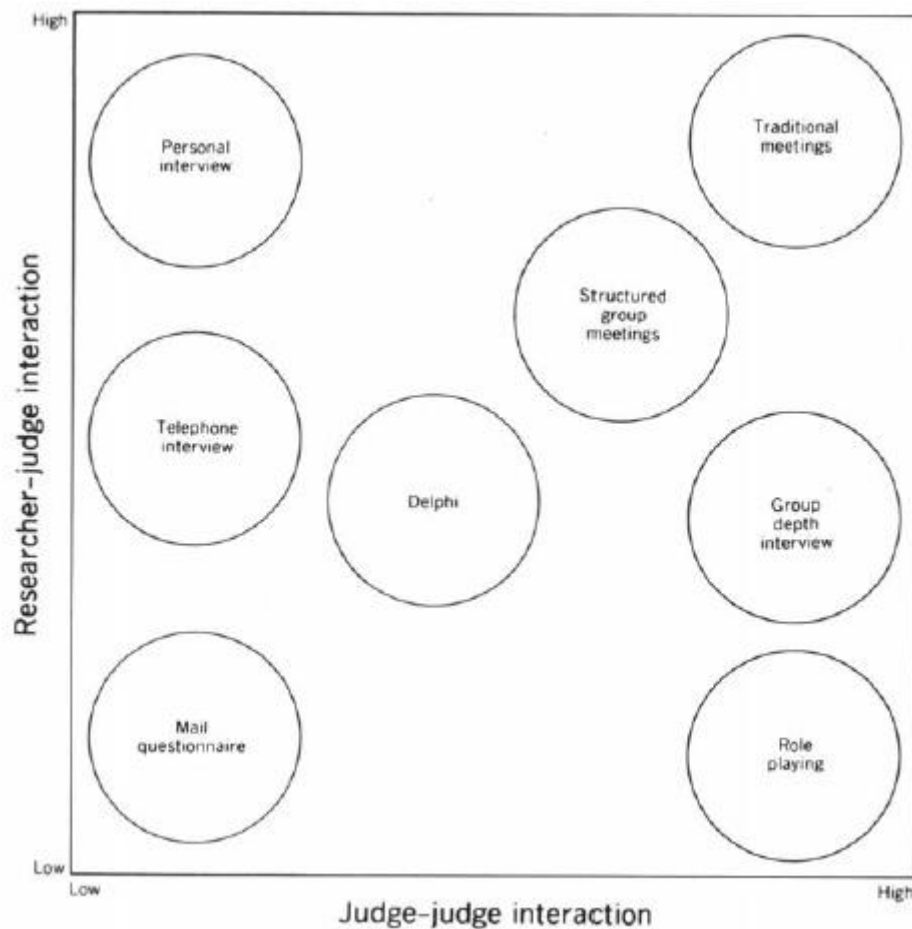 High
Personal
interview
Traditional
meetings
Structured
group
meetings
Telephone
interview
Delphi
Group
depth
interview
Mail
questionnaire
Role
playing
Researcher–judge interaction
Low
Low
High
Judge–judge interaction